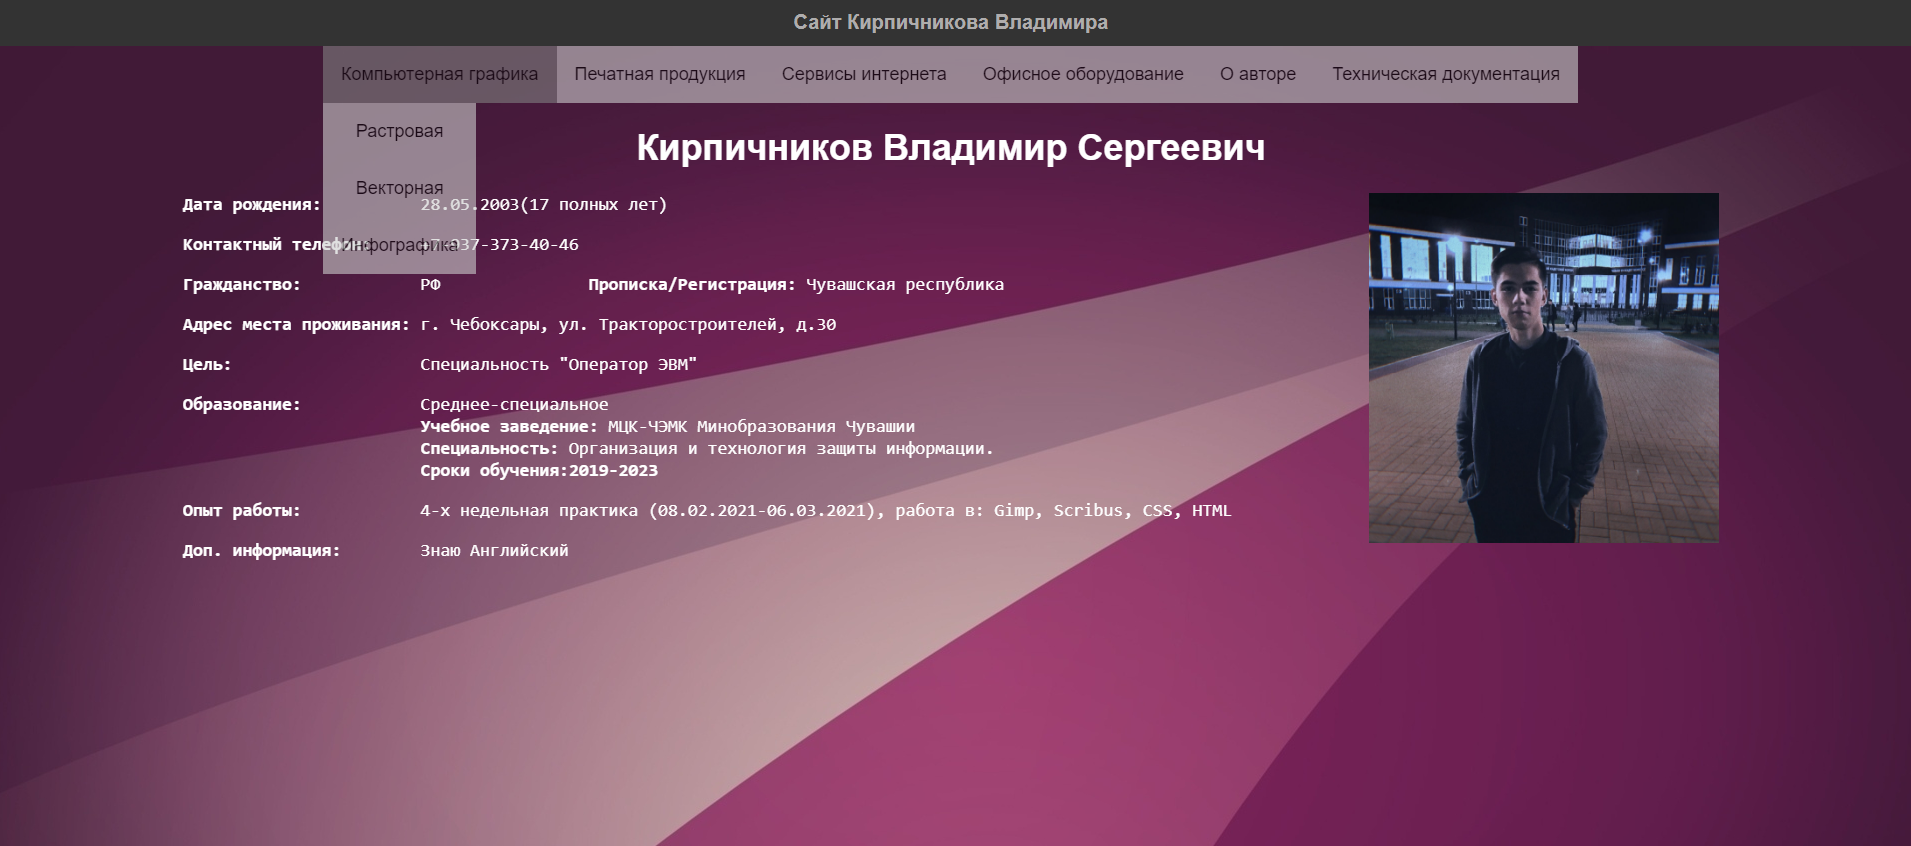 Сайт Кирпичникова Владимира
Компьютерная графика Печатная продукция Сервисы интернета Офисное оборудование О авторе Техническая документация
Растровая
Векторная
Инфографика
Кирпичников Владимир Сергеевич
Дата рождения: 28.05.2003(17 полных лет)
Контактный телефон: 937-373-40-46
Гражданство: РФ Прописка/Регистрация: Чувашская республика
Адрес места проживания: г. Чебоксары, ул. Тракторостроителей, д.30
Цель: Специальность "Оператор ЭВМ"
Образование: Среднее-специальное
Учебное заведение: МЦК-ЧЭМК Минобразования Чувашии
Специальность: Организация и технология защиты информации.
Сроки обучения:2019-2023
Опыт работы: 4-х недельная практика (08.02.2021-06.03.2021), работа в: Gimp, Scribus, CSS, HTML
Доп. информация: Знаю Английский